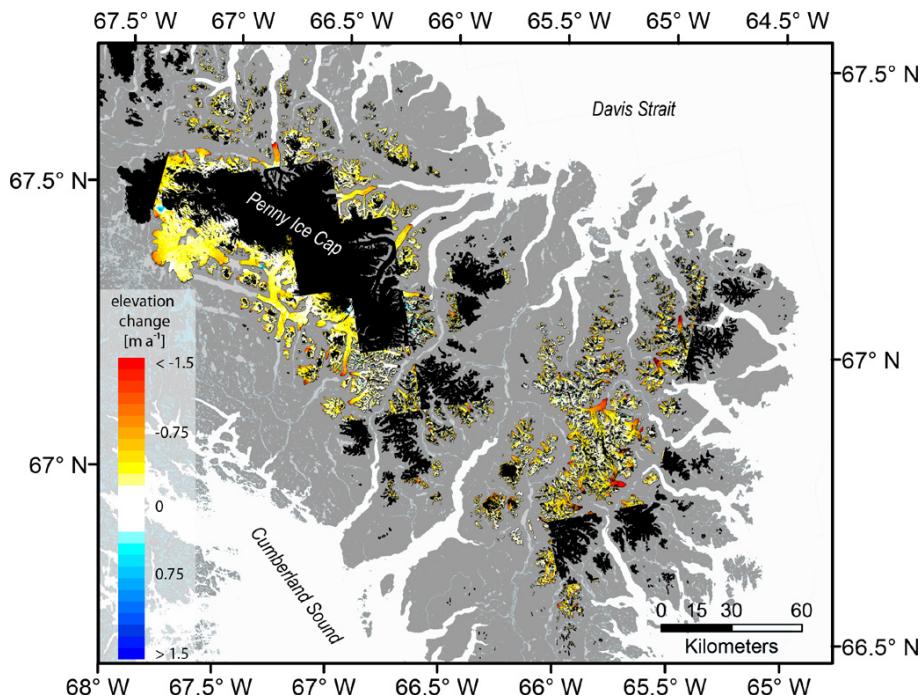 67.5° W 67° W 66.5° W 66° W 65.5° W 65° W 64.5° W
67.5° N
Davis Strait
67.5° N
Penny Ice Cap
elevation
change
[m a⁻¹]
< -1.5
-0.75
0
0.75
> 1.5
67° N
67° N
Cumberland Sound
0 15 30 60
Kilometers
66.5° N
68° W 67.5° W 67° W 66.5° W 66° W 65.5° W 65° W